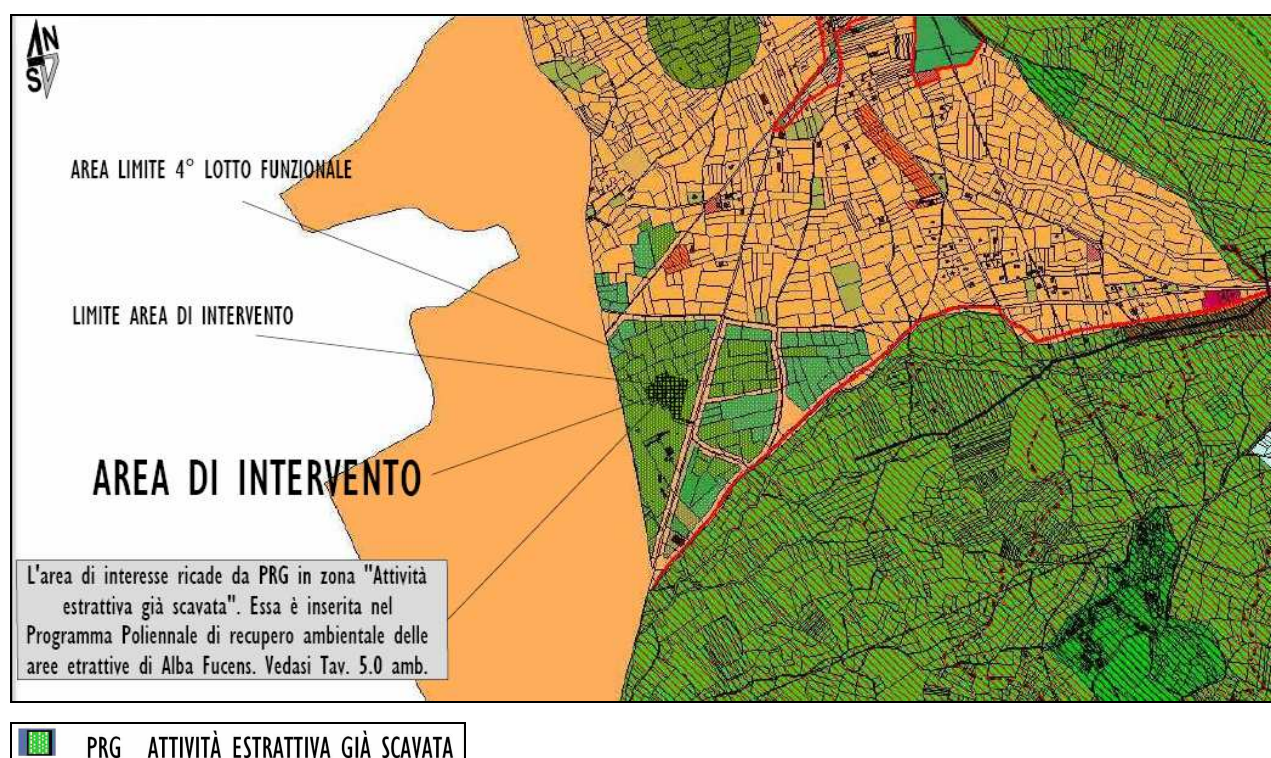 N
S
AREA LIMITE 4° LOTTO FUNZIONALE
LIMITE AREA DI INTERVENTO
AREA DI INTERVENTO
L'area di interesse ricade da PRG in zona "Attività
estrattiva già scavata". Essa è inserita nel
Programma Poliennale di recupero ambientale delle
aree etrattive di Alba Fucens. Vedasi Tav. 5.0 amb.
PRG ATTIVITÀ ESTRATTIVA GIÀ SCAVATA